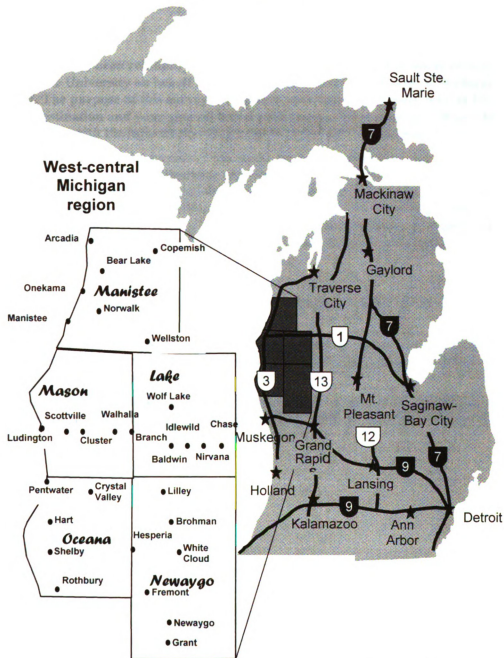 Sault Ste.
Marie
7
West-central
Michigan
region
Mackinaw
City
Arcadia
Copemish
Bear Lake
Gaylord
Onekama
Manistee
Traverse
City
Norwalk
Manistee
7
1
Wellston
Mason
Lake
3
13
Wolf Lake
Scottville
Walhalla
Idlewild
Chase
Mt.
Pleasant
Saginaw-
Bay City
Ludington
Cluster
Branch
Baldwin
Nirvana
Muskegon
Grand
Rapid
s
12
7
Pentwater
Crystal
Valley
Lilley
Holland
Lansing
9
Hart
Brohman
Kalamazoo
9
Ann
Arbor
Detroit
Oceana
Hesperia
Shelby
White
Cloud
Rothbury
Newaygo
Fremont
Newaygo
Grant